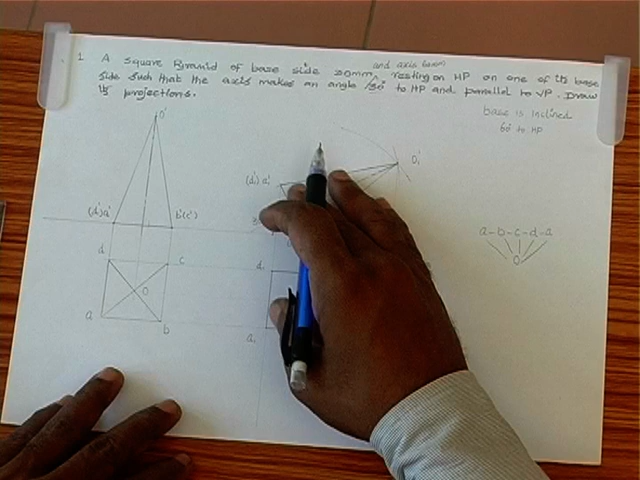 and axis 60mm
1 A Square Pyramid of base side 30mm, resting on HP on one of its base
side such that the axis makes an angle 30° to HP and parallel to VP. Draw
its projections.
base is inclined
60° to HP
o'
(d')a' b'(c')
d c
o
a b
o₁'
(d₁')a₁'
d₁
a₁
a-b-c-d-a
o